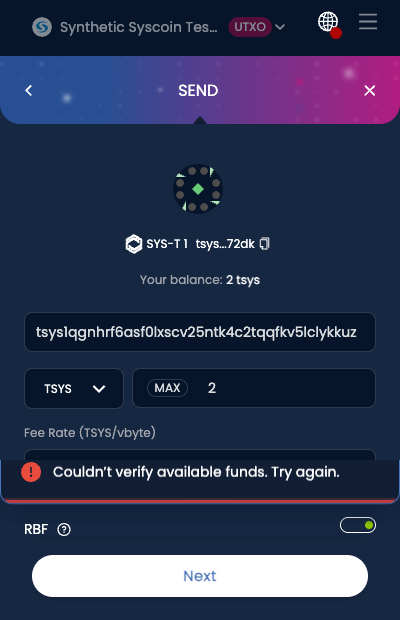 Synthetic Syscoin Tes... UTXO
SEND
SYS-T 1 tsys...72dk
Your balance: 2 tsys
tsys1qgnhrf6asf0lxscv25ntk4c2tqqfkv5lclykkuz
TSYS MAX 2
Fee Rate (TSYS/vbyte)
Couldn't verify available funds. Try again.
RBF
Next